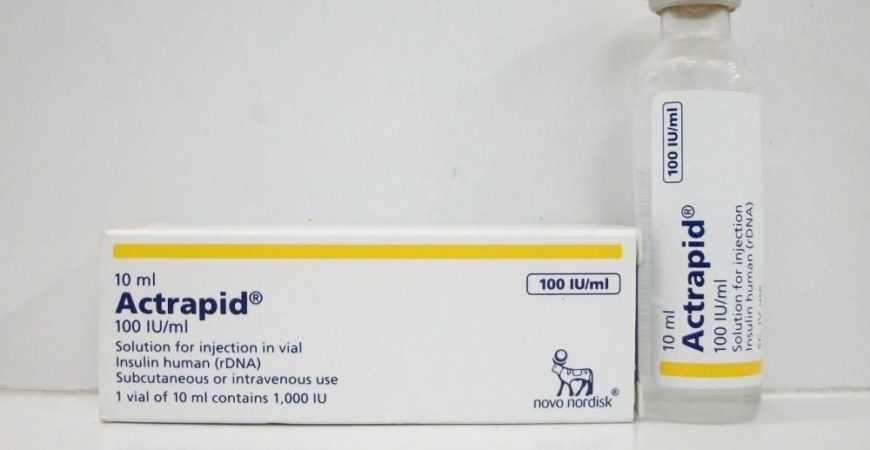 10 ml
Actrapid®
100 IU/ml
Solution for injection in vial
Insulin human (rDNA)
Subcutaneous or intravenous use
1 vial of 10 ml contains 1,000 IU
100 IU/ml
novo nordisk®
100 IU/ml
10 ml
Actrapid®
100 IU/ml
Solution for injection
Insulin human (rDNA)